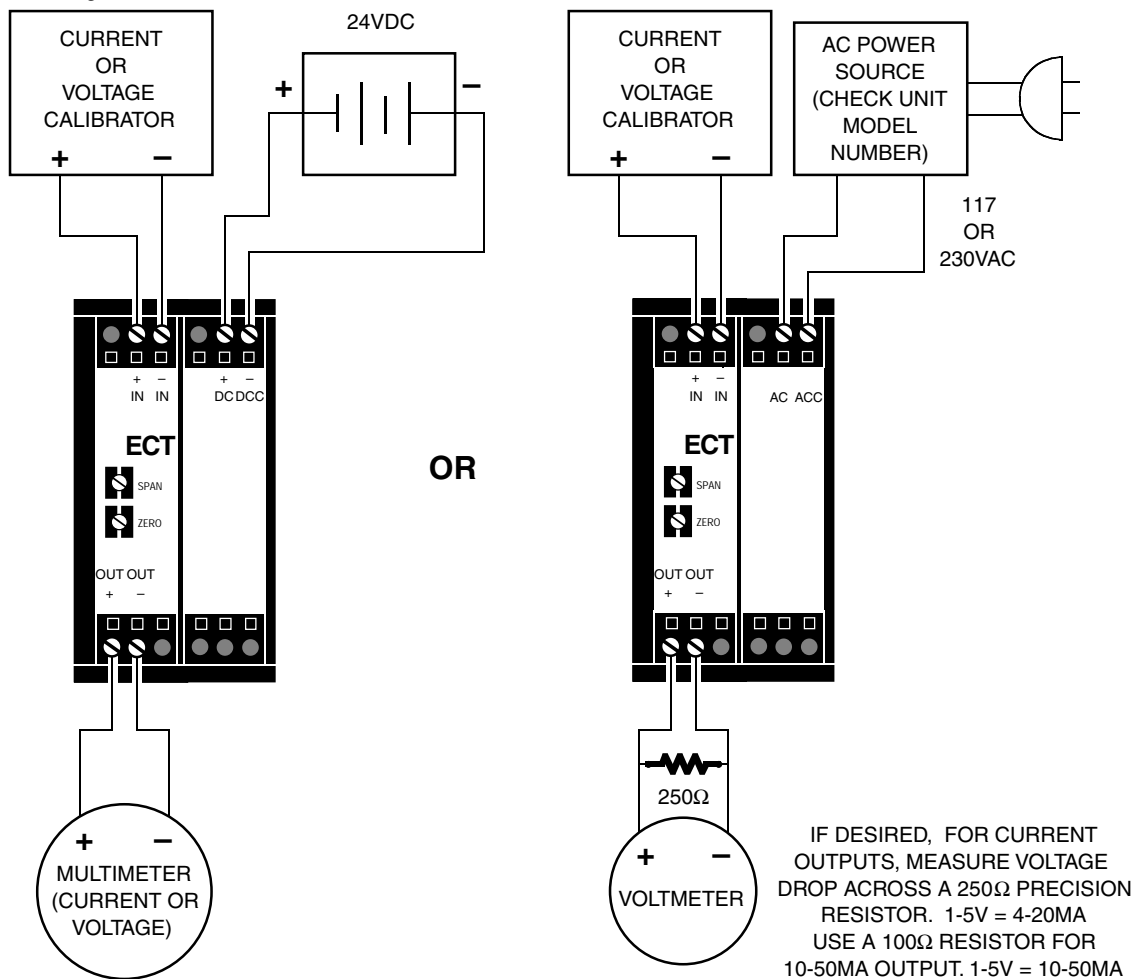 CURRENT
OR
VOLTAGE
CALIBRATOR
+ −
24VDC
+ −
+ −
IN IN
+ −
DC DCC
ECT
SPAN
ZERO
OUT OUT
+ −
+ −
MULTIMETER
(CURRENT OR
VOLTAGE)
OR
CURRENT
OR
VOLTAGE
CALIBRATOR
+ −
AC POWER
SOURCE
(CHECK UNIT
MODEL
NUMBER)
117
OR
230VAC
+ −
IN IN
AC ACC
ECT
SPAN
ZERO
OUT OUT
+ −
250Ω
+ −
VOLTMETER
IF DESIRED, FOR CURRENT
OUTPUTS, MEASURE VOLTAGE
DROP ACROSS A 250Ω PRECISION
RESISTOR. 1-5V = 4-20MA
USE A 100Ω RESISTOR FOR
10-50MA OUTPUT. 1-5V = 10-50MA